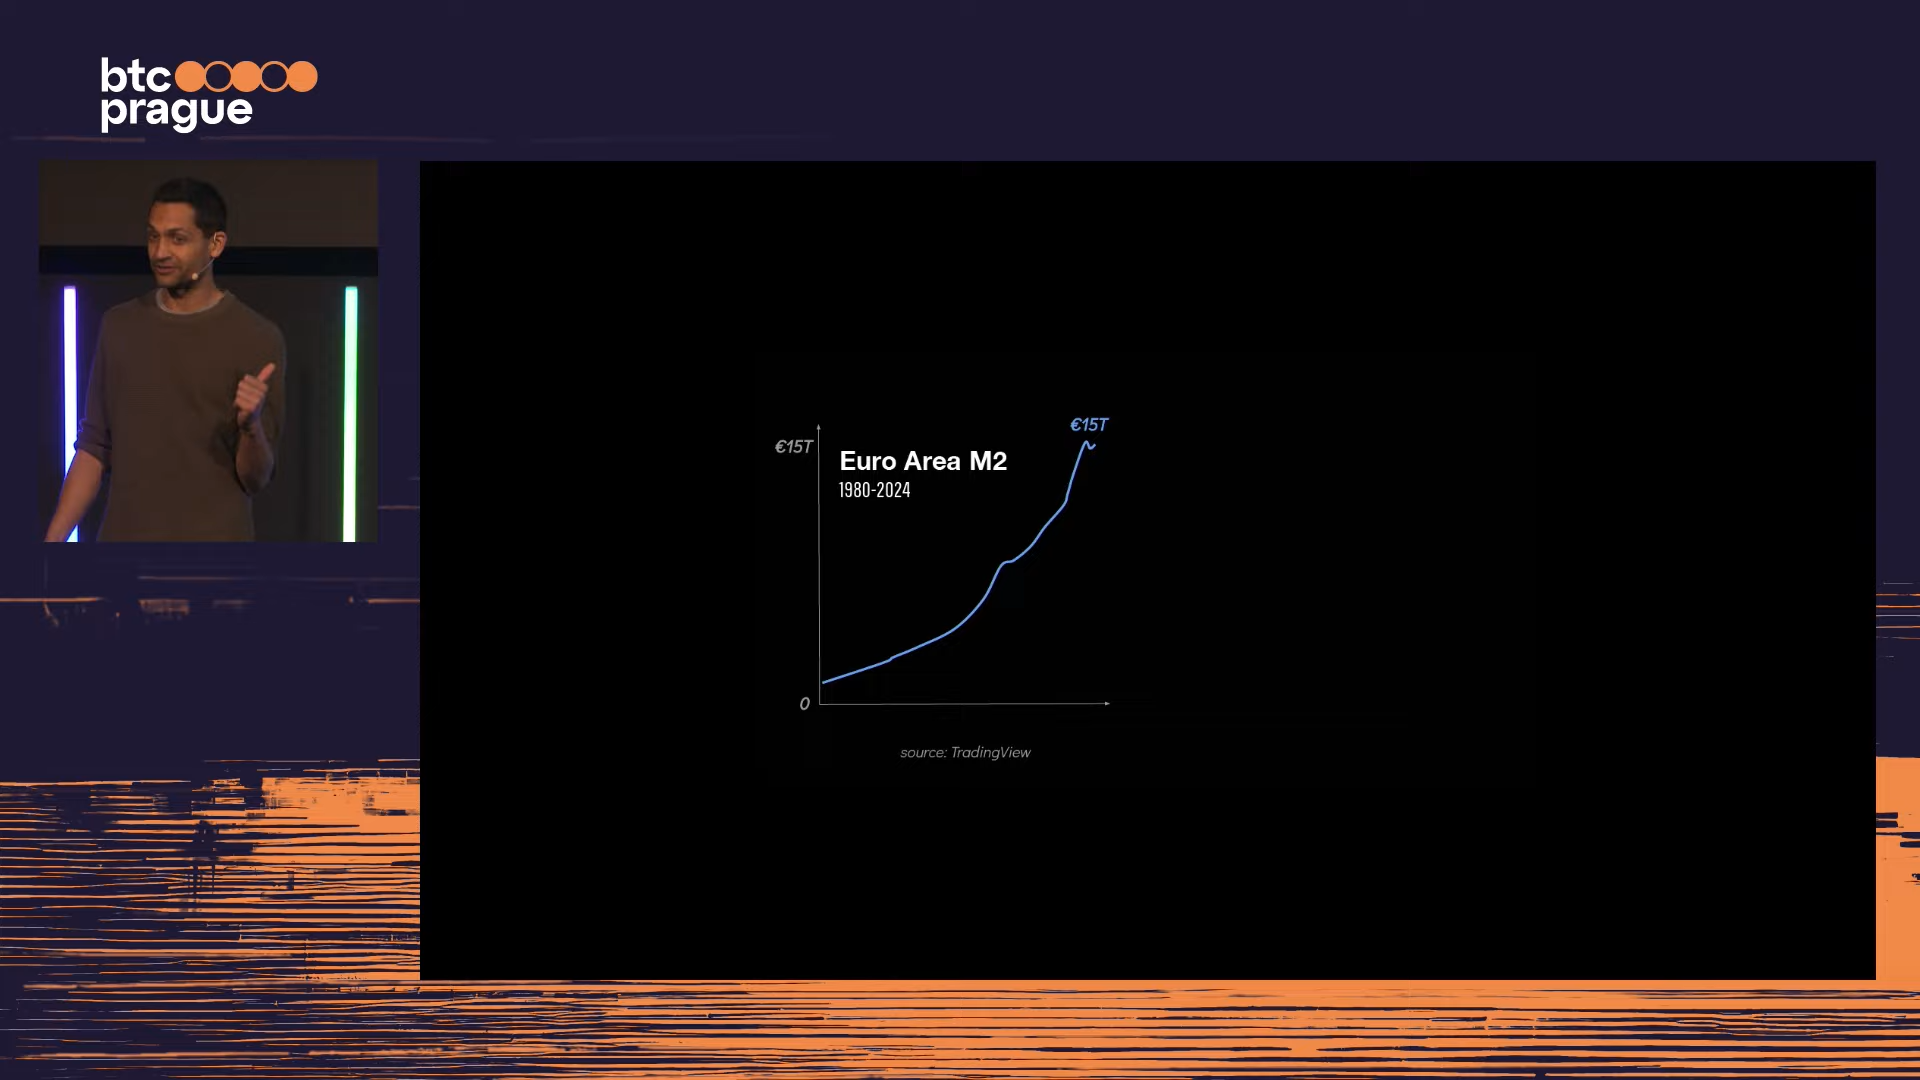 btc
prague
€15T
€15T
Euro Area M2
1980-2024
0
source: TradingView